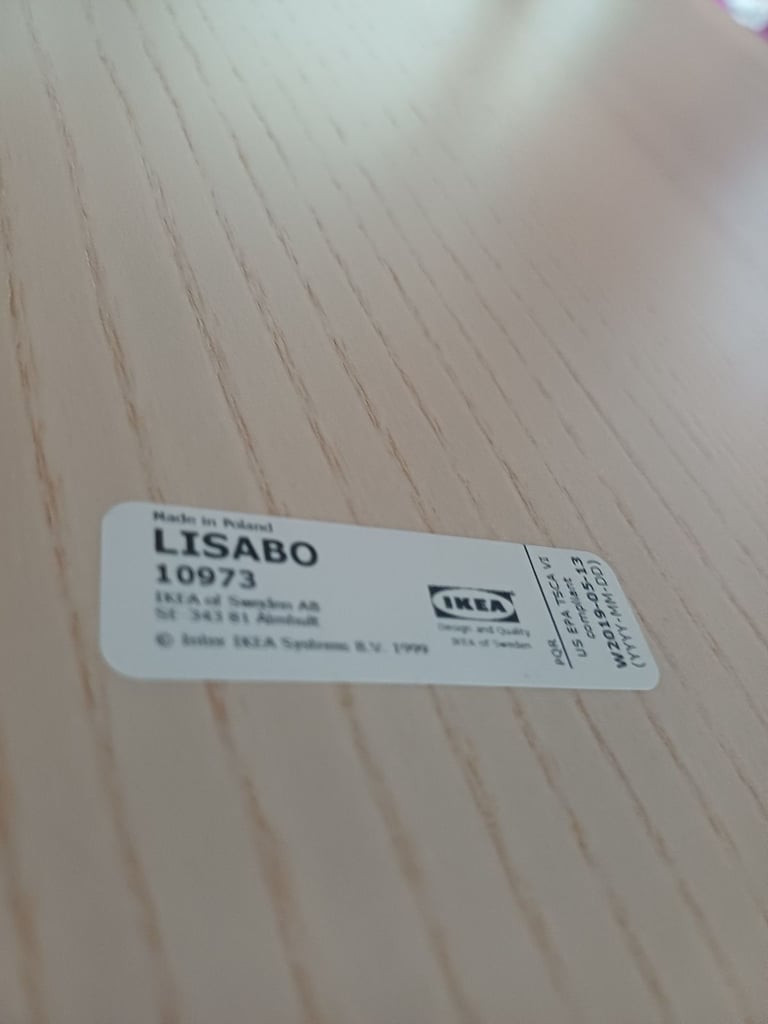 Made in Poland
LISABO
10973
IKEA of Sweden AB
SE-343 81 Älmhult
© Inter IKEA Systems B.V. 1999
IKEA
Design and Quality
IKEA of Sweden
PQR
TSCA VI
US EPA
compliant
W2019-05-13
(YYYY-MM-DD)